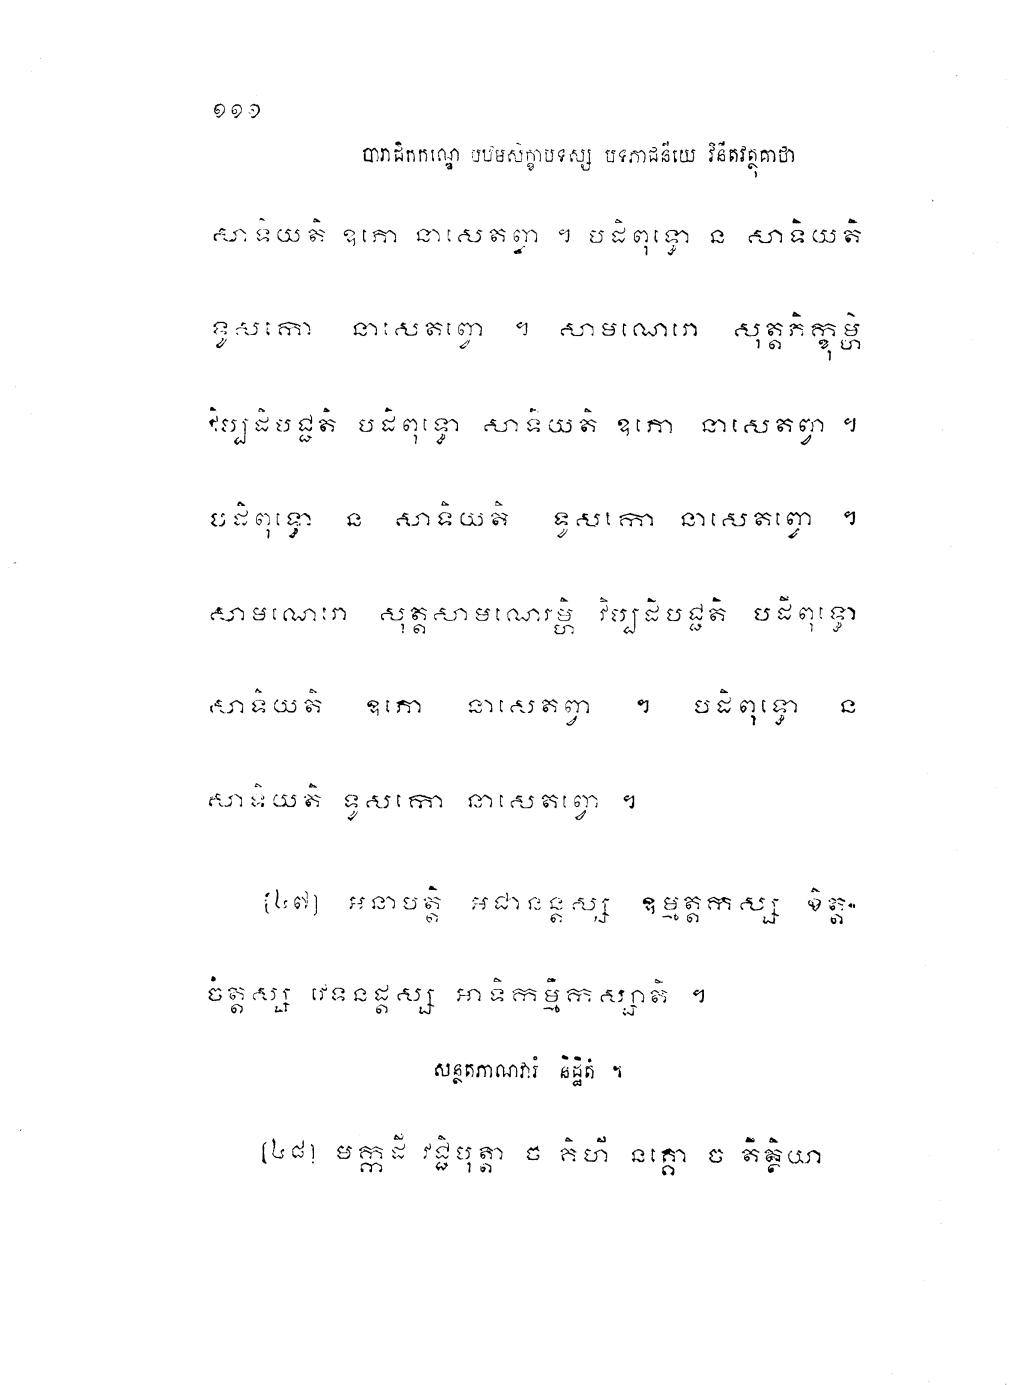 ១១១
បារាជិកកណ្ឌេ បឋមសិក្ខាបទស្ស បទភាជនីយេ វិនីតវត្ថុគាថា
សាទិយតិ ឧភោ នាសេតព្វា ។ បដិពុទ្ធោ ន សាទិយតិ
ទូសកោ នាសេតព្វោ ។ សាមណេរោ សុត្តភិក្ខុម្ហិ
វិប្បដិបជ្ជតិ បដិពុទ្ធោ សាទិយតិ ឧភោ នាសេតព្វា ។
បដិពុទ្ធោ ន សាទិយតិ ទូសកោ នាសេតព្វោ ។
សាមណេរោ សុត្តសាមណេរម្ហិ វិប្បដិបជ្ជតិ បដិពុទ្ធោ
សាទិយតិ ឧភោ នាសេតព្វា ។ បដិពុទ្ធោ ន
សាទិយតិ ទូសកោ នាសេតព្វោ ។
[៤៧] អនាបត្តិ អជានន្តស្ស ឧម្មត្តកស្ស ខិត្ត-
ចិត្តស្ស វេទនដ្តស្ស អាទិកម្មិកស្សាតិ ។
សន្ថតភាណវារំ និដ្ឋិតំ ។
[៤៨] មក្កដី វជ្ជិបុត្តា ច គិហី នគ្គោ ច តិត្ថិយា